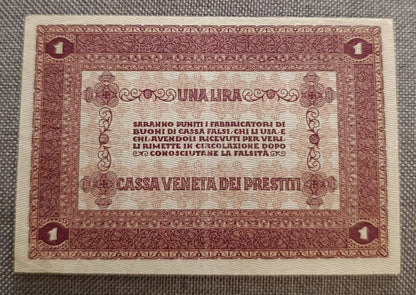 1 1
UNA LIRA
SARANNO PUNITI I FABBRICATORI DI
BUONI DI CASSA FALSI, CHI LI USA, E
CHI, AVENDOLI RICEVUTI PER VERI,
LI RIMETTE IN CIRCOLAZIONE DOPO
CONOSCIUTANE LA FALSITÀ
CASSA VENETA DEI PRESTITI
1 1